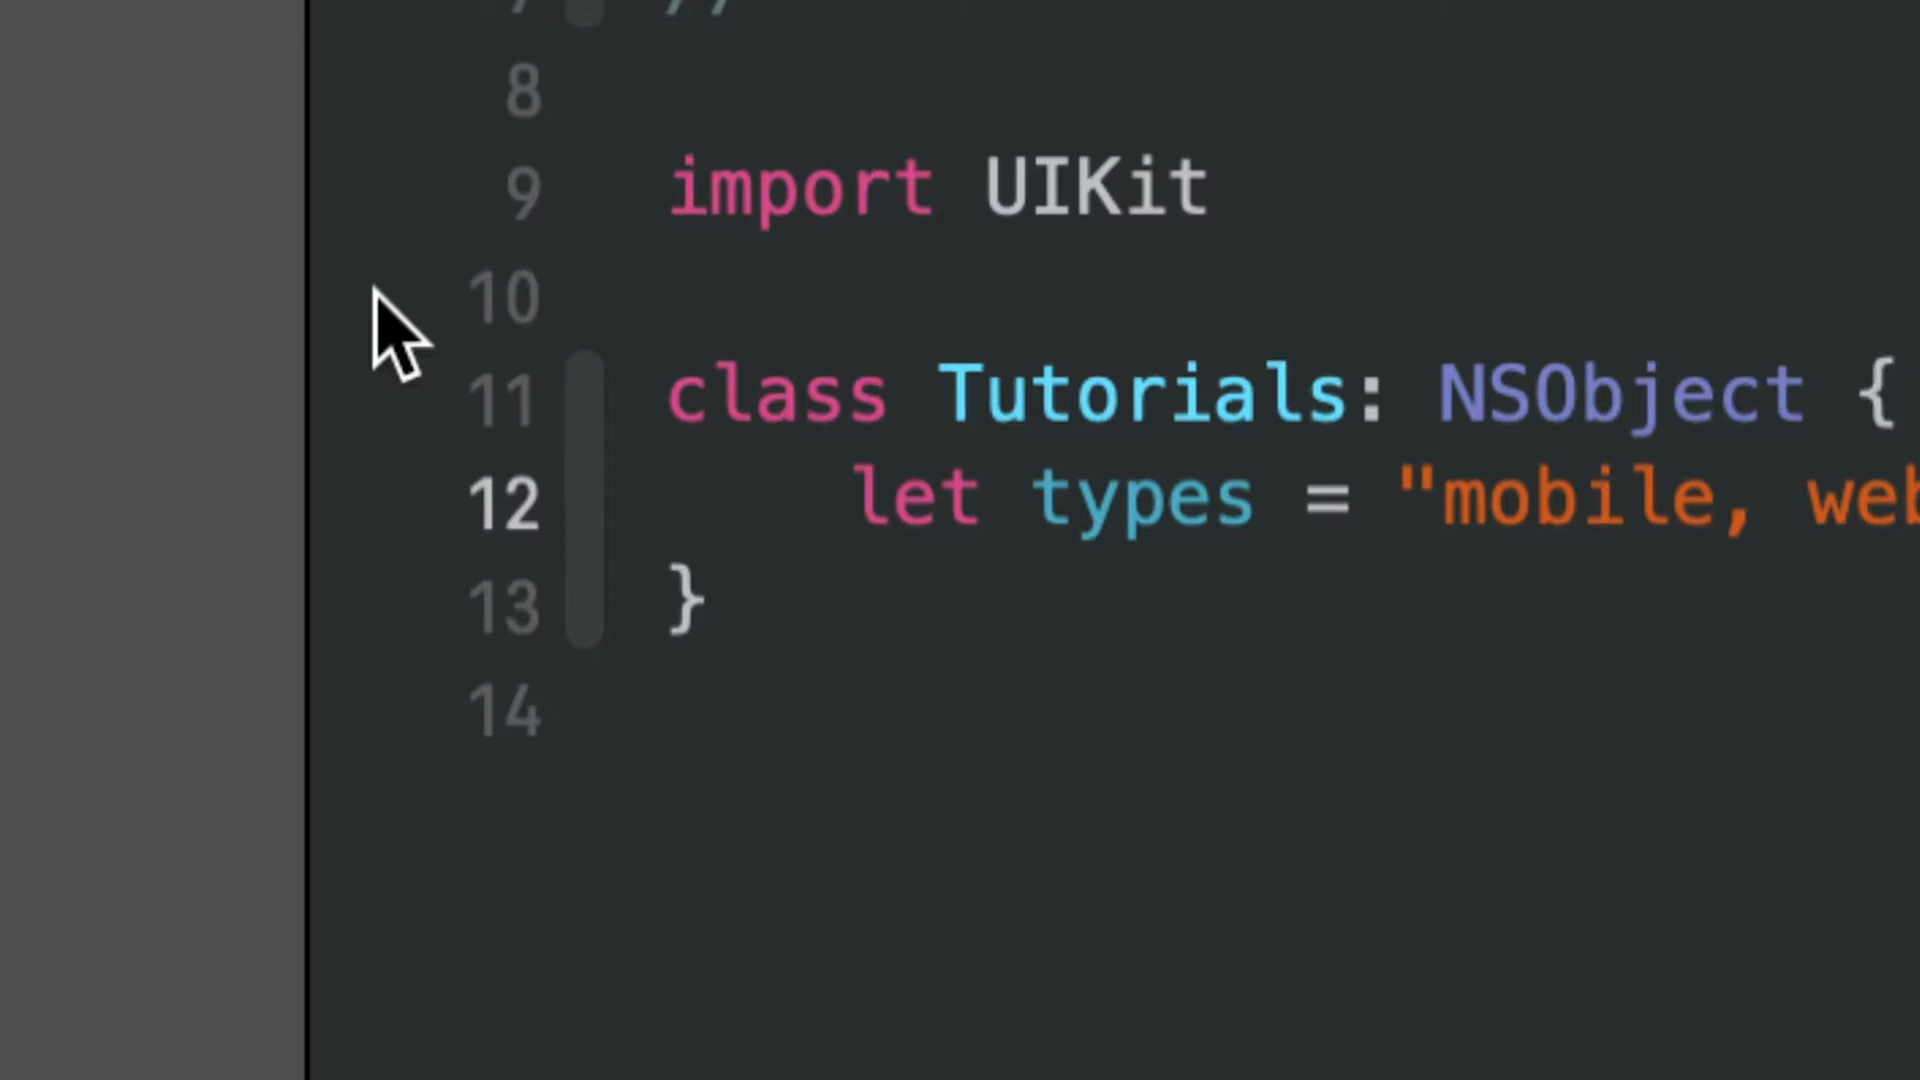 //
8
9 import UIKit
10
11 class Tutorials: NSObject {
12 let types = "mobile,
13 }
14